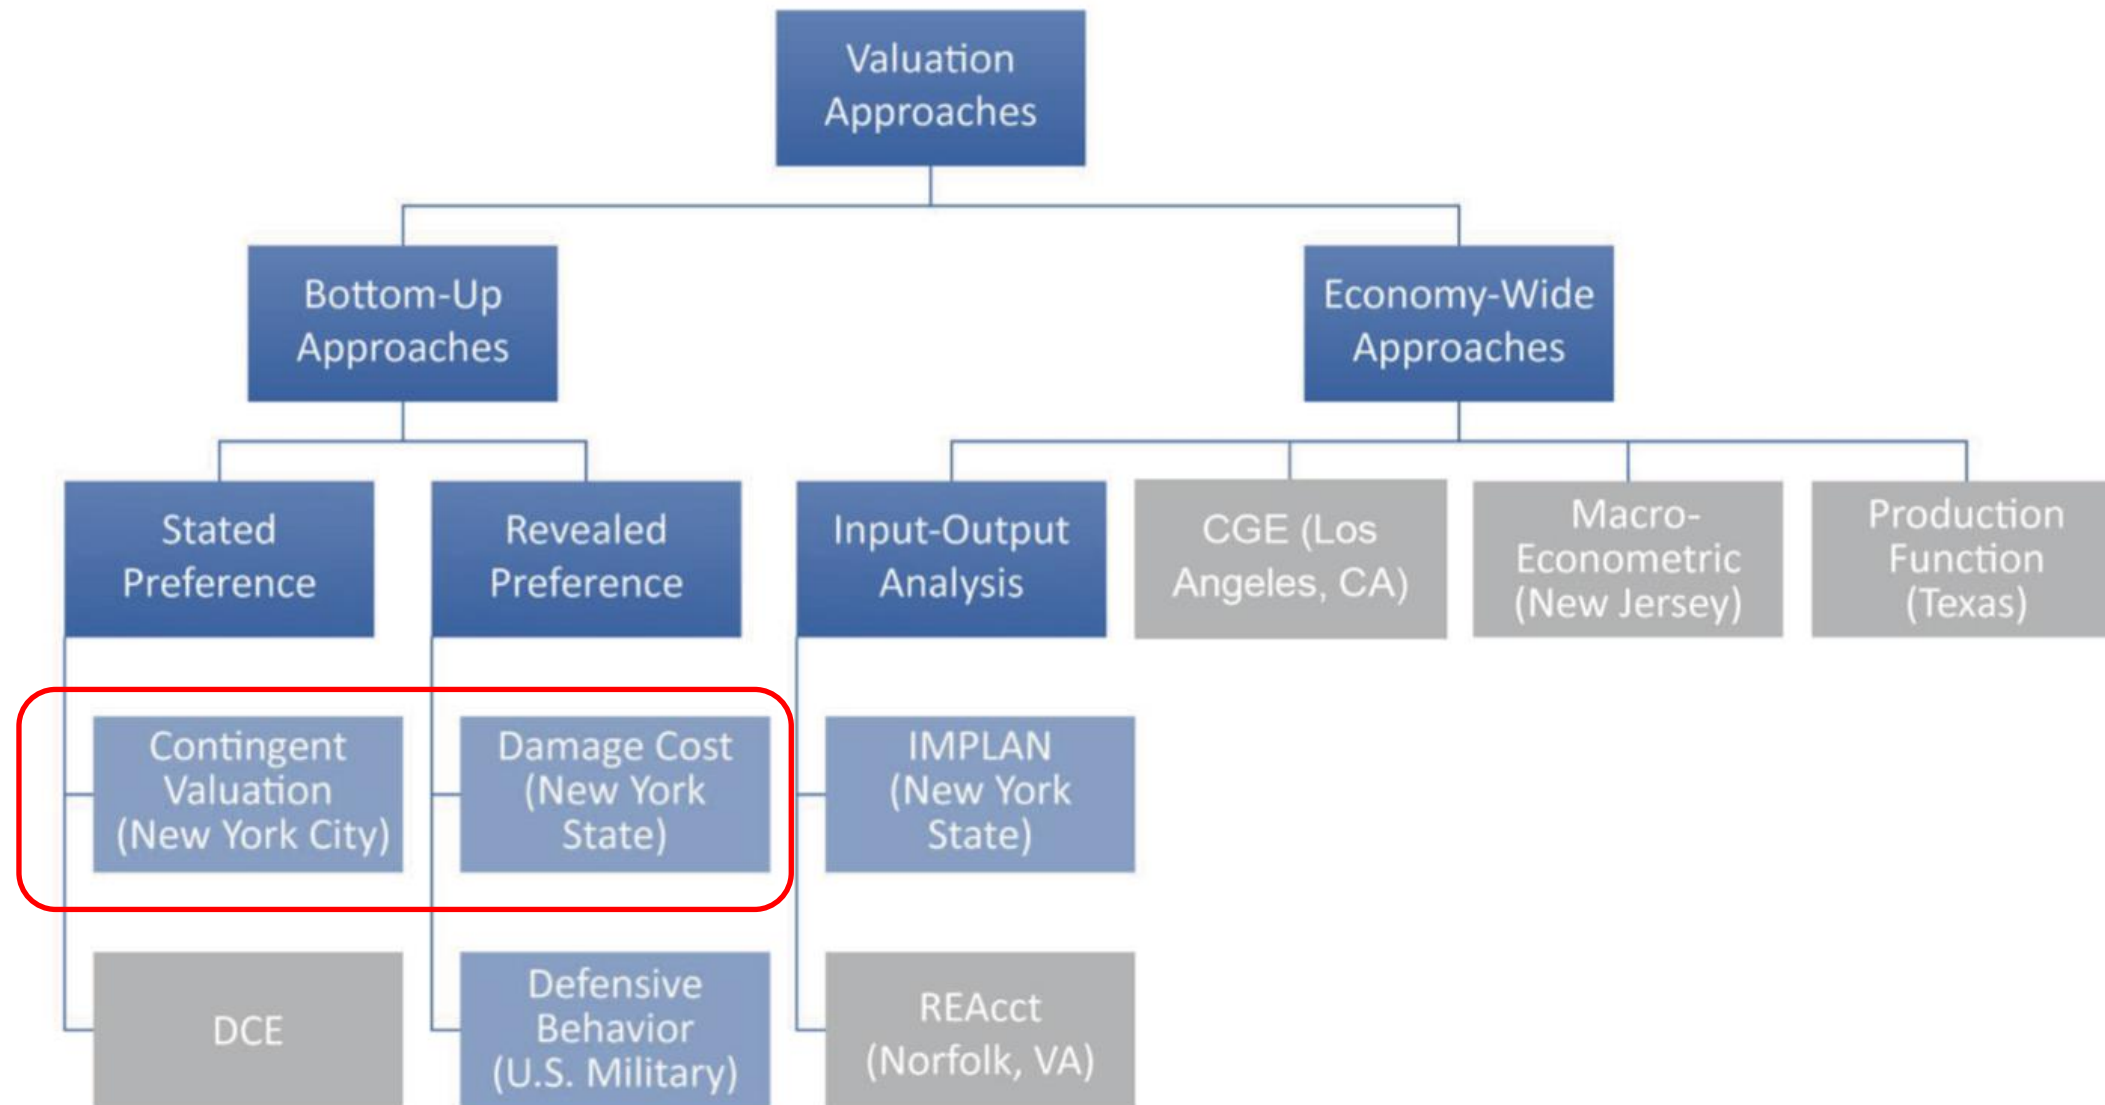 Valuation
Approaches
Bottom-Up
Approaches
Economy-Wide
Approaches
Stated
Preference
Revealed
Preference
Input-Output
Analysis
CGE (Los
Angeles, CA)
Macro-
Econometric
(New Jersey)
Production
Function
(Texas)
Contingent
Valuation
(New York City)
Damage Cost
(New York
State)
IMPLAN
(New York
State)
DCE
Defensive
Behavior
(U.S. Military)
REAcct
(Norfolk, VA)